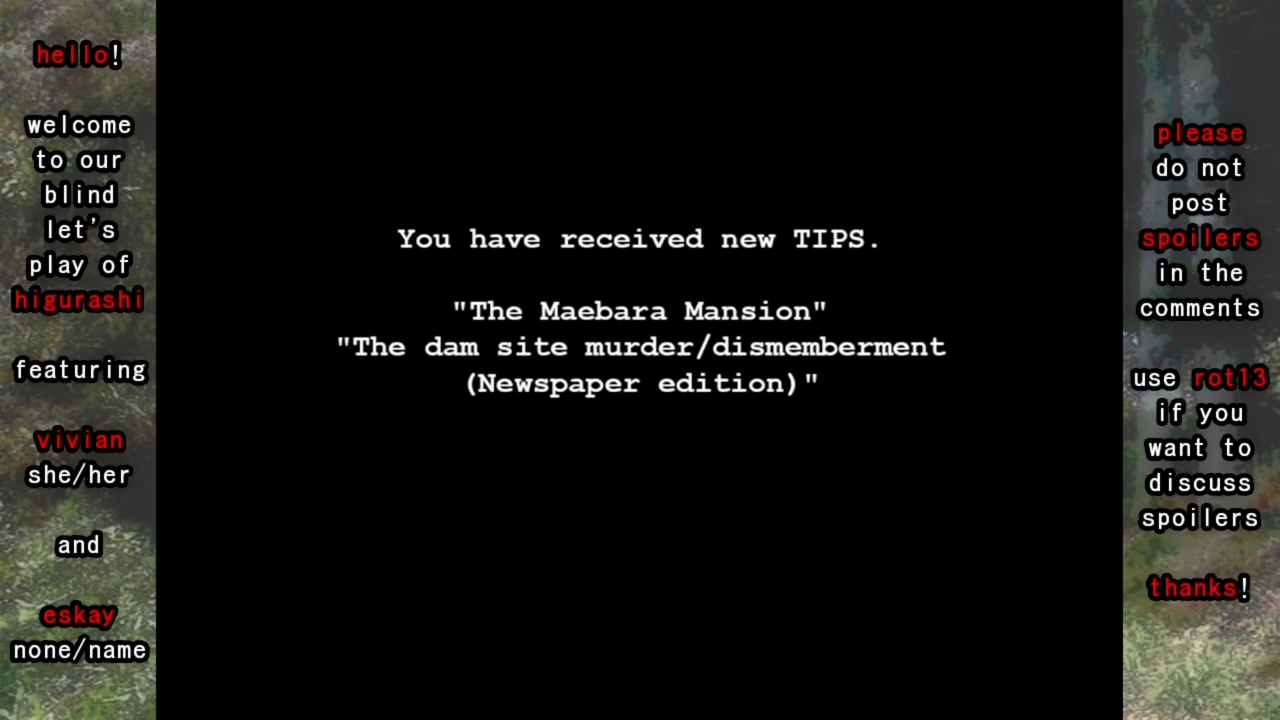 hello!
welcome
to our
blind
let's
play of
higurashi
featuring
vivian
she/her
and
eskay
none/name
You have received new TIPS.
"The Maebara Mansion"
"The dam site murder/dismemberment
(Newspaper edition)"
please
do not
post
spoilers
in the
comments
use rot13
if you
want to
discuss
spoilers
thanks!